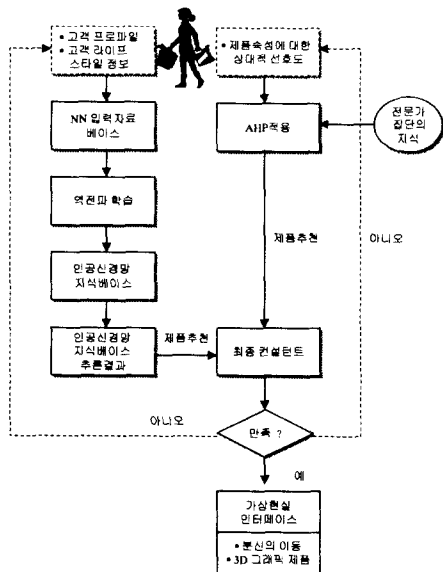 • 고객 프로파일
• 고객 라이프
스타일 정보
• 제품속성에 대한
상대적 선호도
NN 입력자료
베이스
AHP적용
전문가
집단의
지식
역전파 학습
제품추천
아니오
인공신경망
지식베이스
인공신경망
지식베이스
추론결과
제품추천
최종 컨설턴트
아니오
만족 ?
예
가상현실
인터페이스
• 분신의 이동
• 3D 그래픽 제품